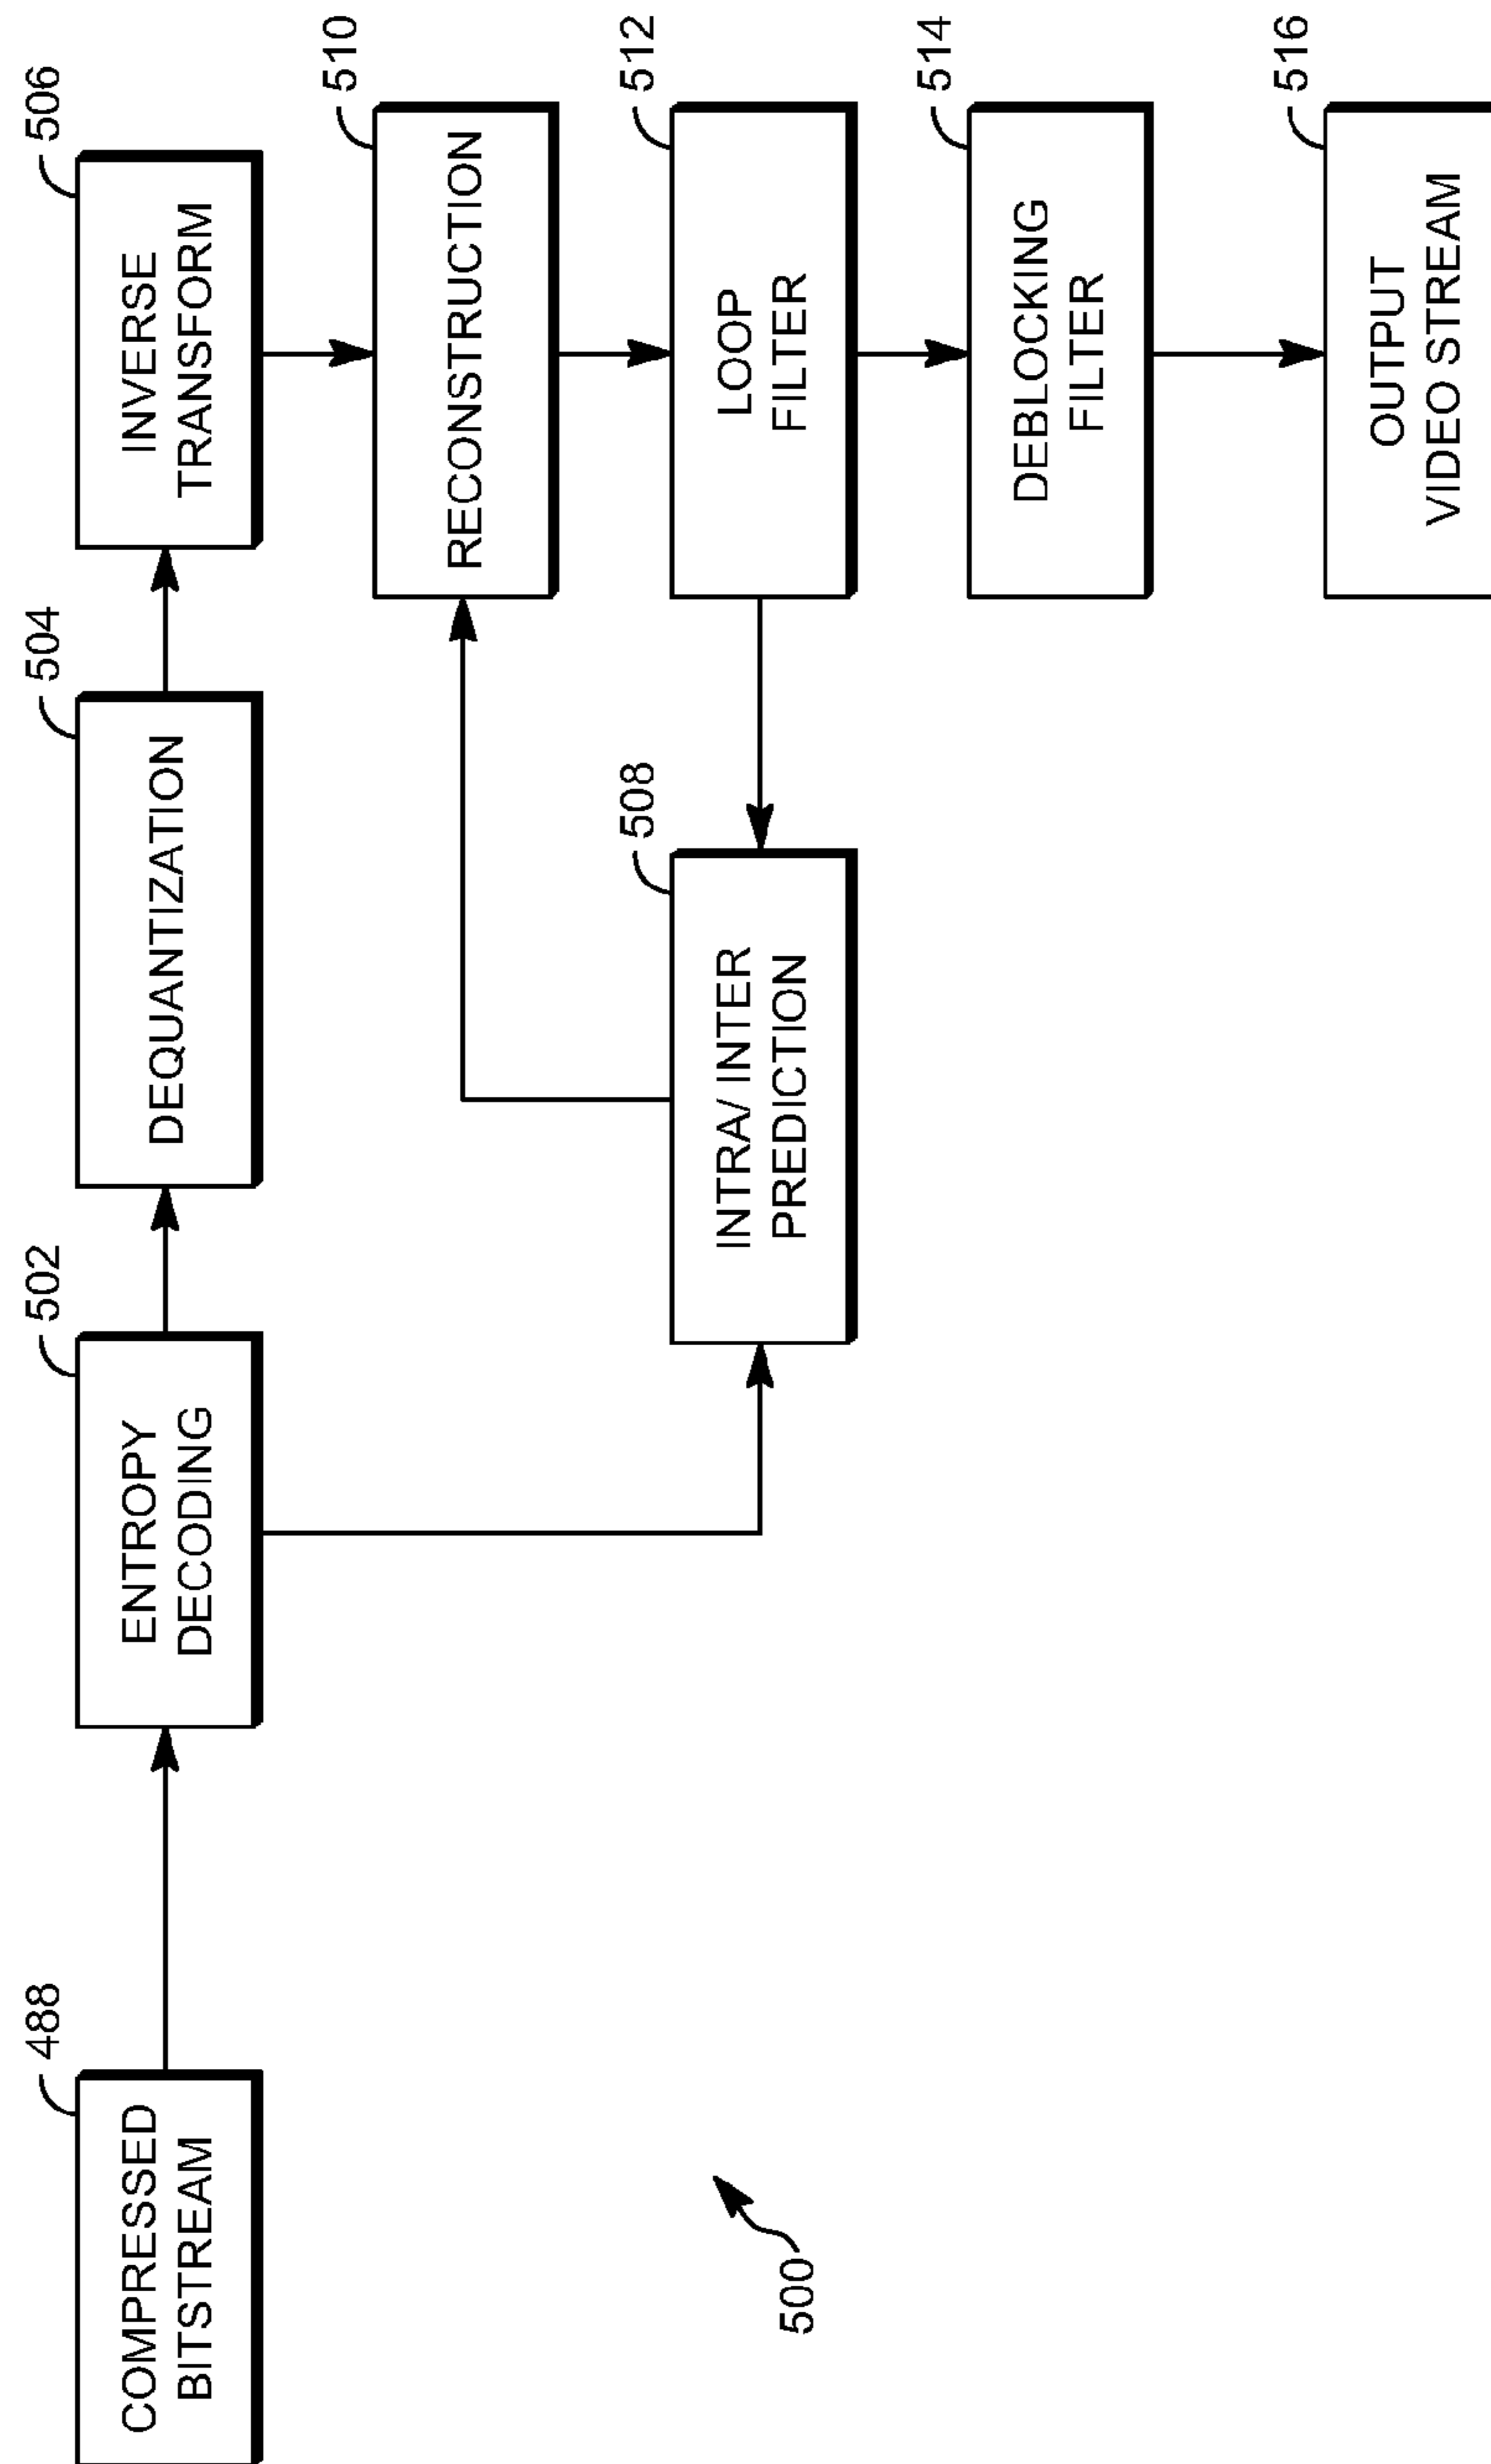 488
COMPRESSED
BITSTREAM
502
ENTROPY
DECODING
504
DEQUANTIZATION
506
INVERSE
TRANSFORM
508
INTRA/ INTER
PREDICTION
510
RECONSTRUCTION
512
LOOP
FILTER
514
DEBLOCKING
FILTER
516
OUTPUT
VIDEO STREAM
500